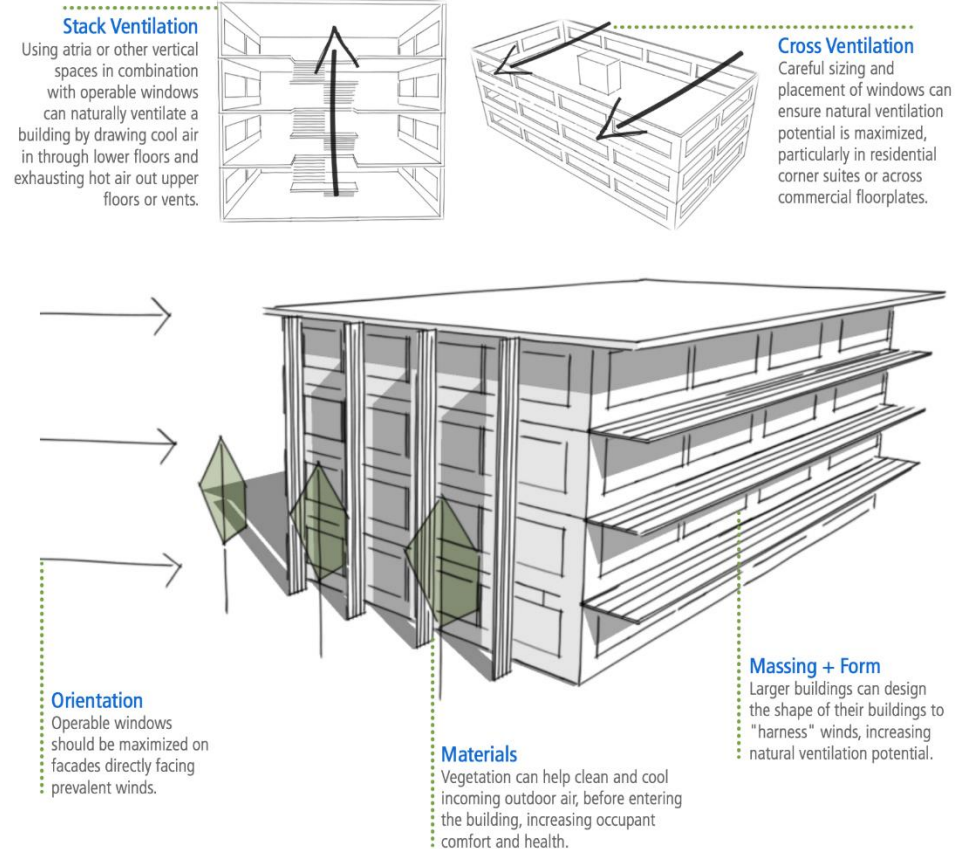 Stack Ventilation
Using atria or other vertical
spaces in combination
with operable windows
can naturally ventilate a
building by drawing cool air
in through lower floors and
exhausting hot air out upper
floors or vents.
Cross Ventilation
Careful sizing and
placement of windows can
ensure natural ventilation
potential is maximized,
particularly in residential
corner suites or across
commercial floorplates.
Orientation
Operable windows
should be maximized on
facades directly facing
prevalent winds.
Materials
Vegetation can help clean and cool
incoming outdoor air, before entering
the building, increasing occupant
comfort and health.
Massing + Form
Larger buildings can design
the shape of their buildings to
"harness" winds, increasing
natural ventilation potential.